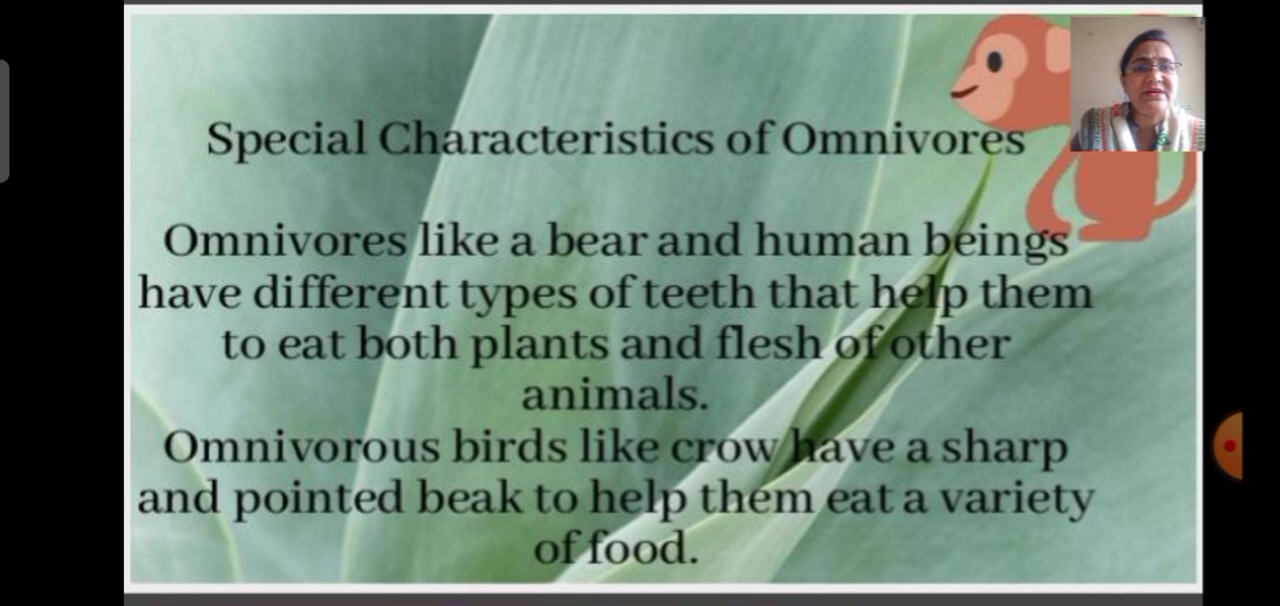 Special Characteristics of Omnivores
Omnivores like a bear and human beings
have different types of teeth that help them
to eat both plants and flesh of other
animals.
Omnivorous birds like crow have a sharp
and pointed beak to help them eat a variety
of food.